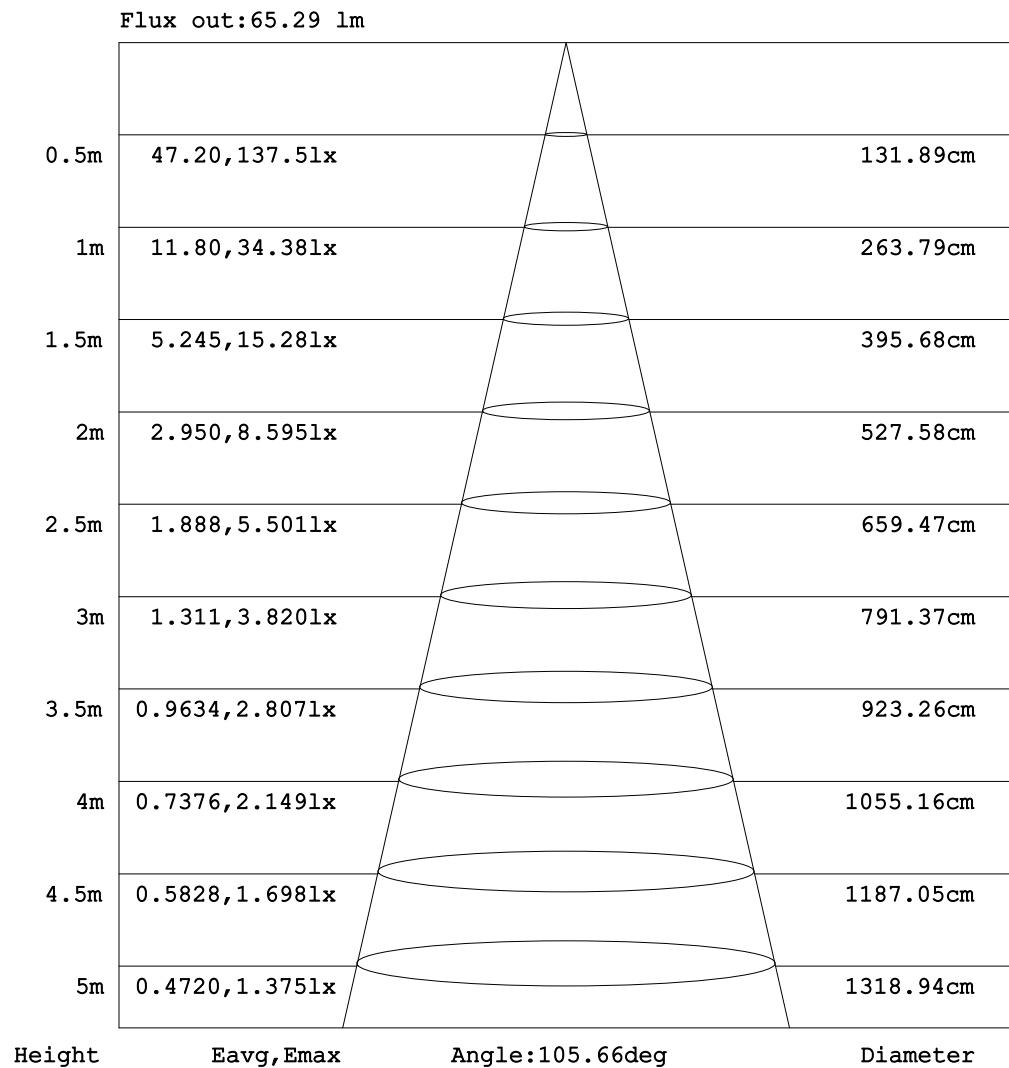 Flux out:65.29 lm
0.5m 47.20,137.5lx 131.89cm
1m 11.80,34.38lx 263.79cm
1.5m 5.245,15.28lx 395.68cm
2m 2.950,8.595lx 527.58cm
2.5m 1.888,5.501lx 659.47cm
3m 1.311,3.820lx 791.37cm
3.5m 0.9634,2.807lx 923.26cm
4m 0.7376,2.149lx 1055.16cm
4.5m 0.5828,1.698lx 1187.05cm
5m 0.4720,1.375lx 1318.94cm
Height Eavg,Emax Angle:105.66deg Diameter